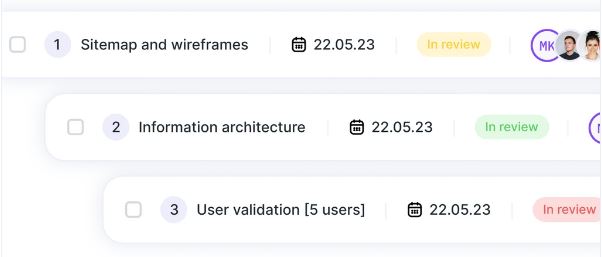 1 Sitemap and wireframes 22.05.23 In review MK
2 Information architecture 22.05.23 In review
3 User validation [5 users] 22.05.23 In review